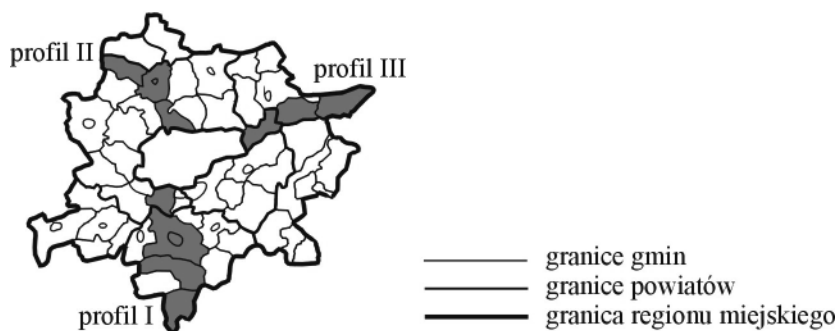 profil II
profil III
profil I
granice gmin
granice powiatów
granica regionu miejskiego